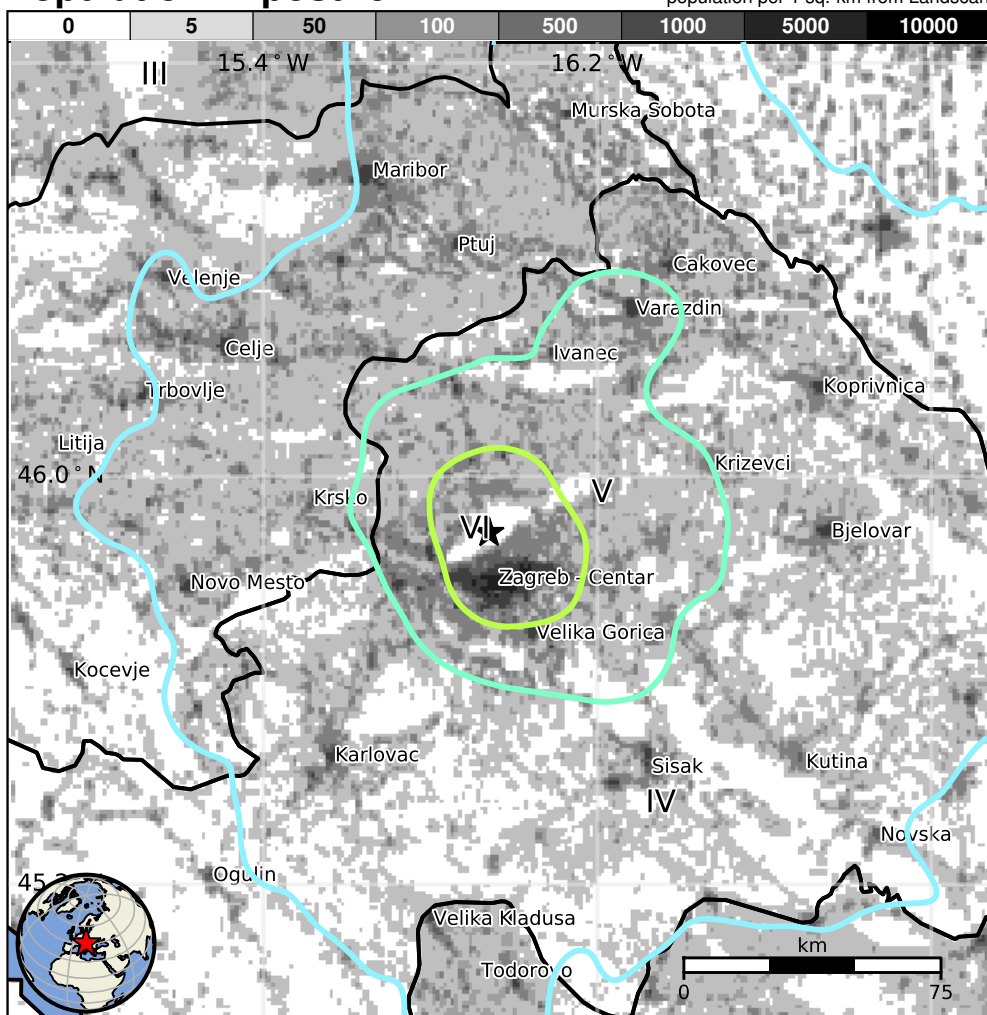 population per 1 sq. km from Landscan
0 5 50 100 500 1000 5000 10000
III
15.4°W
16.2°W
Murska Sobota
Maribor
Ptuj
Cakovec
Velenje
Varazdin
Celje
Ivanec
Trbovlje
Koprivnica
Litija
46.0°N
Krizevci
Krsko
V
VI
Bjelovar
Novo Mesto
Zagreb - Centar
Velika Gorica
Kocevje
Karlovac
Sisak
Kutina
IV
Novska
Ogulin
Velika Kladusa
Todorovo
km
0 75